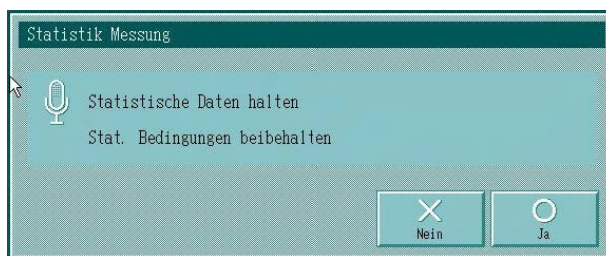 Statistik Messung
Statistische Daten halten
Stat. Bedingungen beibehalten
Nein
Ja